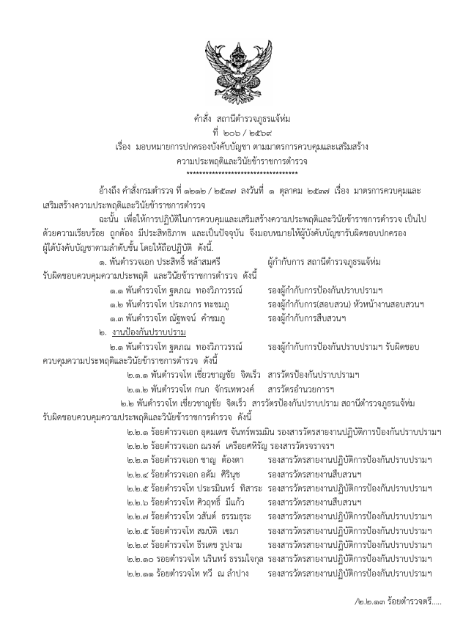 คำสั่ง สถานีตำรวจภูธรแจ้ห่ม
ที่ ๒๐๖ / ๒๕๖๙
เรื่อง มอบหมายการปกครองบังคับบัญชา ตามมาตรการควบคุมและเสริมสร้าง
ความประพฤติและวินัยข้าราชการตำรวจ
***********************************
อ้างถึง คำสั่งกรมตำรวจ ที่ ๑๒๑๒ / ๒๕๓๗ ลงวันที่ ๑ ตุลาคม ๒๕๓๗ เรื่อง มาตรการควบคุมและ
เสริมสร้างความประพฤติและวินัยข้าราชการตำรวจ
ฉะนั้น เพื่อให้การปฏิบัติในการควบคุมและเสริมสร้างความประพฤติและวินัยข้าราชการตำรวจ เป็นไป
ด้วยความเรียบร้อย ถูกต้อง มีประสิทธิภาพ และเป็นปัจจุบัน จึงมอบหมายให้ผู้บังคับบัญชารับผิดชอบปกครอง
ผู้ใต้บังคับบัญชาตามลำดับชั้น โดยให้ถือปฏิบัติ ดังนี้.
๑. พันตำรวจเอก ประสิทธิ์ หล้าสมศรี ผู้กำกับการ สถานีตำรวจภูธรแจ้ห่ม
รับผิดชอบควบคุมความประพฤติ และวินัยข้าราชการตำรวจ ดังนี้
๑.๑ พันตำรวจโท ฐตภณ ทองวิภาวรรณ์ รองผู้กำกับการป้องกันปราบปรามฯ
๑.๒ พันตำรวจโท ประภากร ทะชมภู รองผู้กำกับการ(สอบสวน) หัวหน้างานสอบสวนฯ
๑.๓ พันตำรวจโท ณัฐพจน์ คำชมภู รองผู้กำกับการสืบสวนฯ
๒. งานป้องกันปราบปราม
๒.๑ พันตำรวจโท ฐตภณ ทองวิภาวรรณ์ รองผู้กำกับการป้องกันปราบปรามฯ รับผิดชอบ
ควบคุมความประพฤติและวินัยข้าราชการตำรวจ ดังนี้
๒.๑.๑ พันตำรวจโท เชี่ยวชาญชัย จิตเร็ว สารวัตรป้องกันปราบปรามฯ
๒.๑.๒ พันตำรวจโท กนก จักรเทพวงค์ สารวัตรอำนวยการฯ
๒.๒ พันตำรวจโท เชี่ยวชาญชัย จิตเร็ว สารวัตรป้องกันปราบปราม สถานีตำรวจภูธรแจ้ห่ม
รับผิดชอบควบคุมความประพฤติและวินัยข้าราชการตำรวจ ดังนี้
๒.๒.๑ ร้อยตำรวจเอก อุดมเดช จันทร์พรมมิน รองสารวัตรสายงานปฏิบัติการป้องกันปราบปรามฯ
๒.๒.๒ ร้อยตำรวจเอก ณรงค์ เครือยศหิรัญ รองสารวัตรจราจรฯ
๒.๒.๓ ร้อยตำรวจเอก ชาญ ต้องตา รองสารวัตรสายงานปฏิบัติการป้องกันปราบปรามฯ
๒.๒.๔ ร้อยตำรวจเอก อดัม ศิรินุช รองสารวัตรสายงานสืบสวนฯ
๒.๒.๕ ร้อยตำรวจโท ประรมินทร์ ทิสาระ รองสารวัตรสายงานปฏิบัติการป้องกันปราบปรามฯ
๒.๒.๖ ร้อยตำรวจโท ศิวฤทธิ์ มีแก้ว รองสารวัตรสายงานสืบสวนฯ
๒.๒.๗ ร้อยตำรวจโท วสันต์ ธรรมธุระ รองสารวัตรสายงานปฏิบัติการป้องกันปราบปรามฯ
๒.๒.๘ ร้อยตำรวจโท สมบัติ เขมา รองสารวัตรสายงานปฏิบัติการป้องกันปราบปรามฯ
๒.๒.๙ ร้อยตำรวจโท ธีรเดช รูปงาม รองสารวัตรสายงานปฏิบัติการป้องกันปราบปรามฯ
๒.๒.๑๐ รอยตำรวจโท นรินทร์ ธรรมใจกุล รองสารวัตรสายงานปฏิบัติการป้องกันปราบปรามฯ
๒.๒.๑๑ ร้อยตำรวจโท ทวี ณ ลำปาง รองสารวัตรสายงานปฏิบัติการป้องกันปราบปรามฯ
/๒.๒.๑๓ ร้อยตำรวจตรี.....